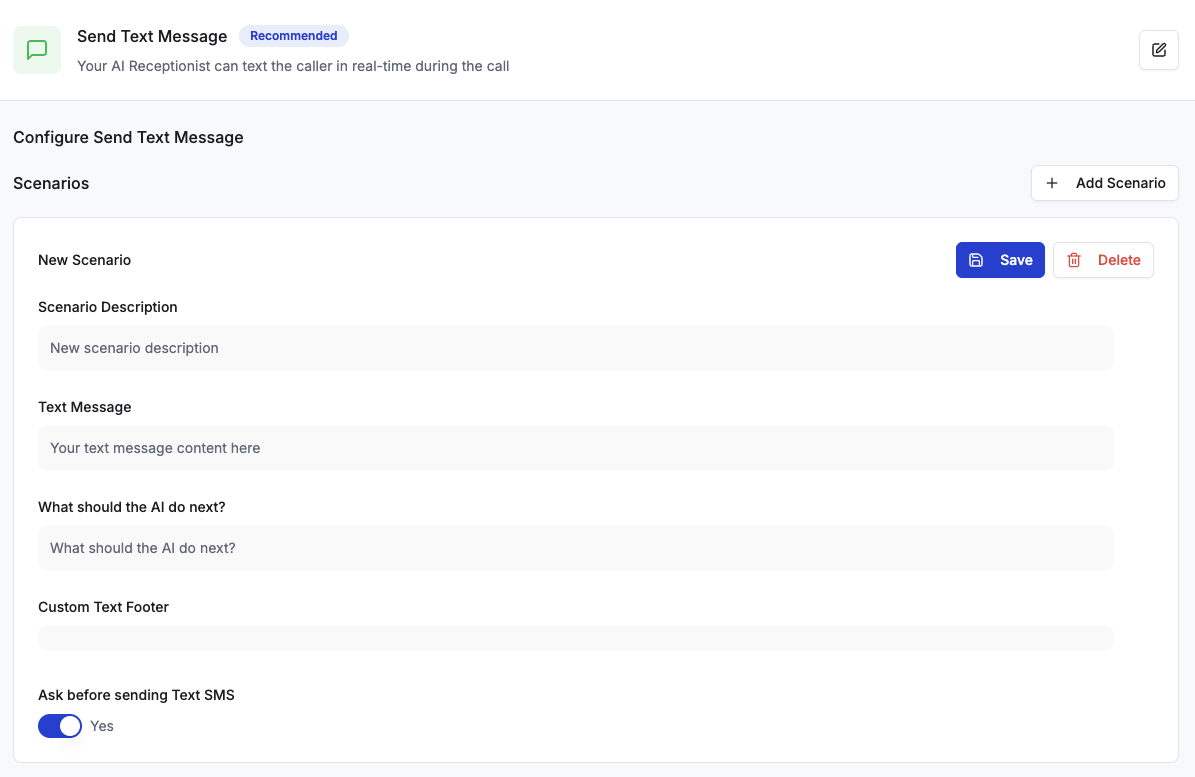 Send Text Message Recommended
Your AI Receptionist can text the caller in real-time during the call
Configure Send Text Message
Scenarios
Add Scenario
New Scenario
Save
Delete
Scenario Description
New scenario description
Text Message
Your text message content here
What should the AI do next?
What should the AI do next?
Custom Text Footer
Ask before sending Text SMS
Yes